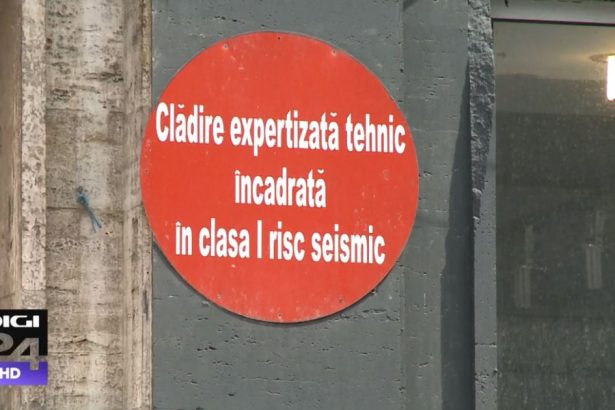 Clădire expertizată tehnic
încadrată
în clasa I risc seismic
DIGI
24
HD